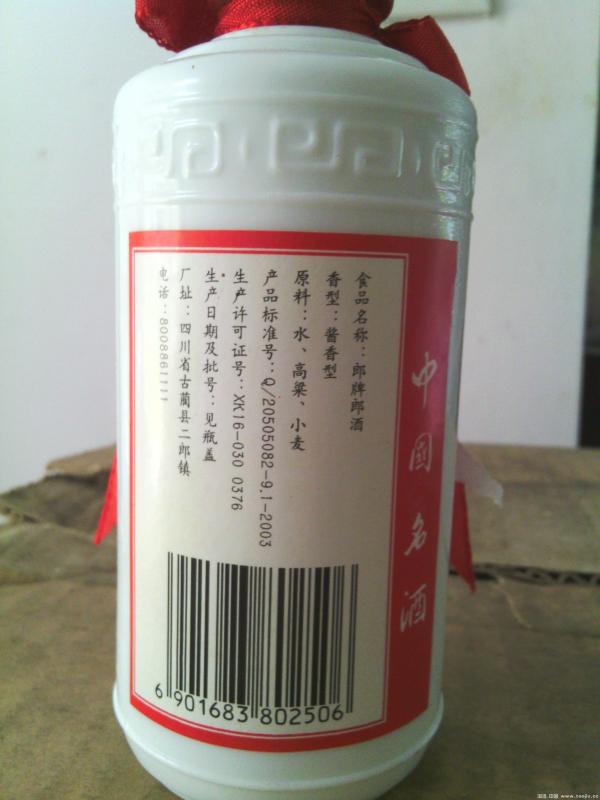 中國名酒
食品名称：郎牌郎酒
香型：酱香型
原料：水、高粱、小麦
产品标准号：Q/20505082-9.1-2003
生产许可证号：XK16-030 0376
生产日期及批号：见瓶盖
厂址：四川省古蔺县二郎镇
电话：8008861111
6 901683 802506